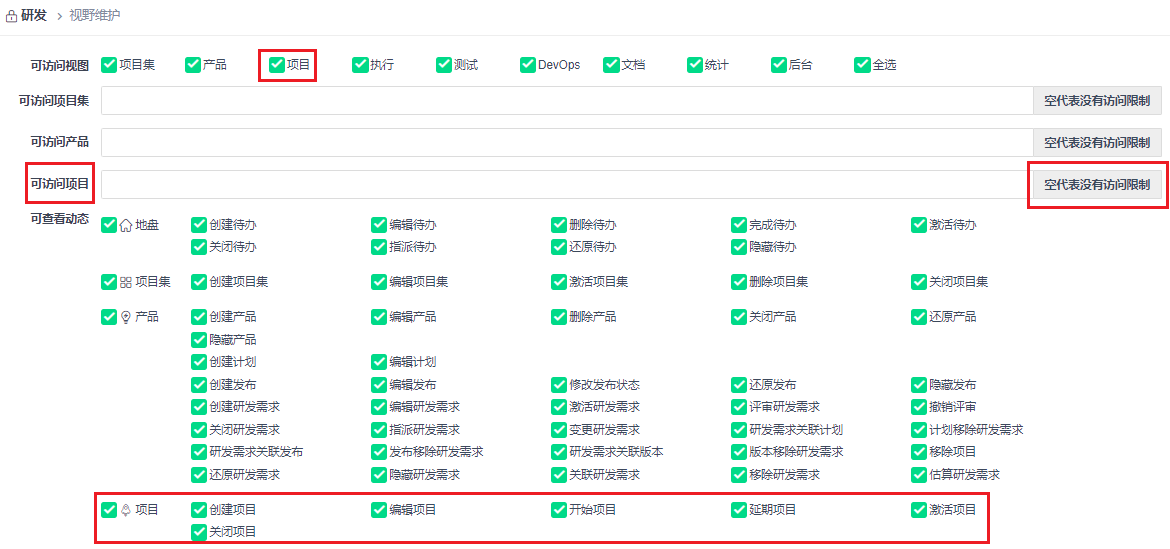 研发 > 视野维护
可访问视图 项目集 产品 项目 执行 测试 DevOps 文档 统计 后台 全选
可访问项目集 空代表没有访问限制
可访问产品 空代表没有访问限制
可访问项目 空代表没有访问限制
可查看动态 地盘 创建待办 编辑待办 删除待办 完成待办 激活待办
关闭待办 指派待办 还原待办 隐藏待办
项目集 创建项目集 编辑项目集 激活项目集 删除项目集 关闭项目集
产品 创建产品 编辑产品 删除产品 关闭产品 还原产品
隐藏产品
创建计划 编辑计划
创建发布 编辑发布 修改发布状态 还原发布 隐藏发布
创建研发需求 编辑研发需求 激活研发需求 评审研发需求 撤销评审
关闭研发需求 指派研发需求 变更研发需求 研发需求关联计划 计划移除研发需求
研发需求关联发布 发布移除研发需求 研发需求关联版本 版本移除研发需求 移除项目
还原研发需求 隐藏研发需求 关联研发需求 移除研发需求 估算研发需求
项目 创建项目 编辑项目 开始项目 延期项目 激活项目
关闭项目